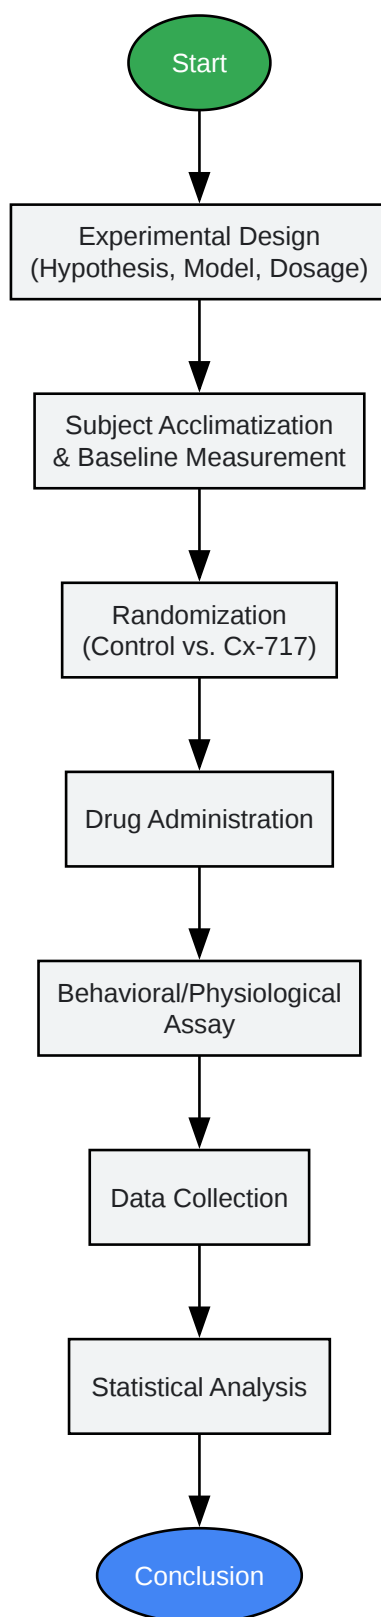 Start
Experimental Design
(Hypothesis, Model, Dosage)
Subject Acclimatization
& Baseline Measurement
Randomization
(Control vs. Cx-717)
Drug Administration
Behavioral/Physiological
Assay
Data Collection
Statistical Analysis
Conclusion